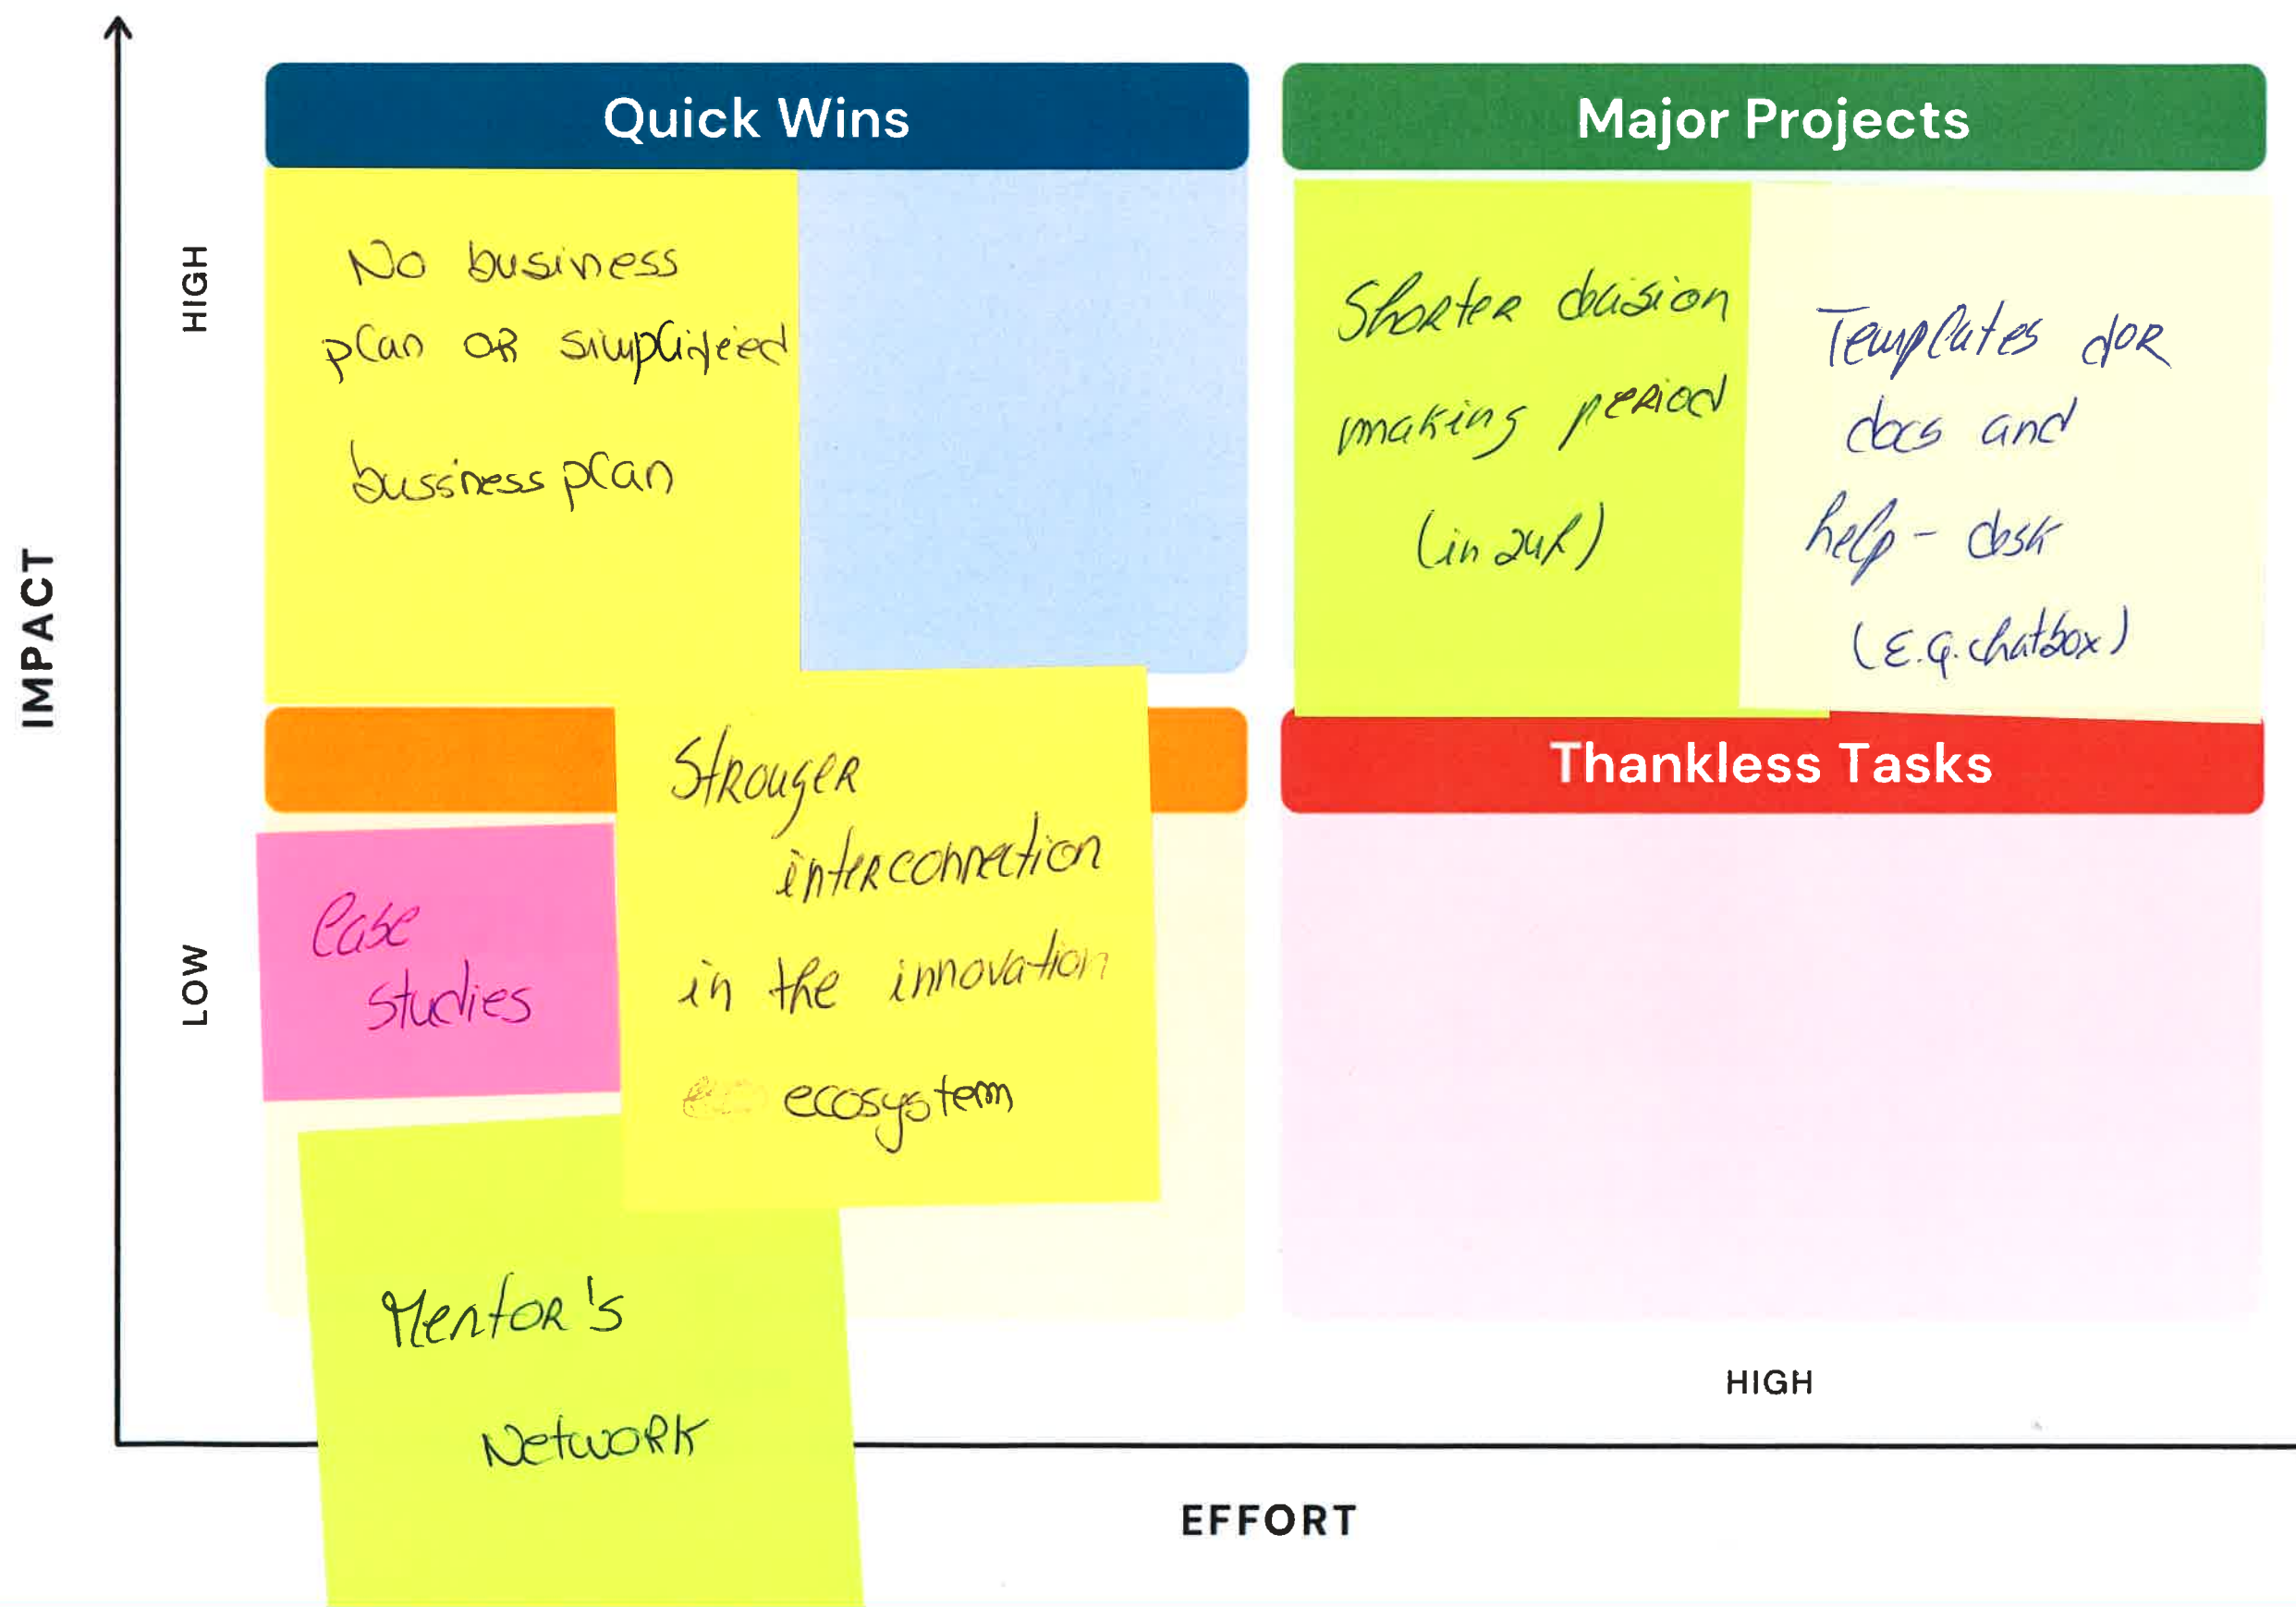 Quick Wins
Major Projects
HIGH
IMPACT
LOW
No business
plan OR simplified
bussiness plan
Shorter decision
making period
(in 24h)
Templates for
docs and
help - desk
(E.G. chatbox)
Thankless Tasks
Case
studies
Stronger
interconnection
in the innovation
ecosystem
Mentor's
Network
HIGH
EFFORT